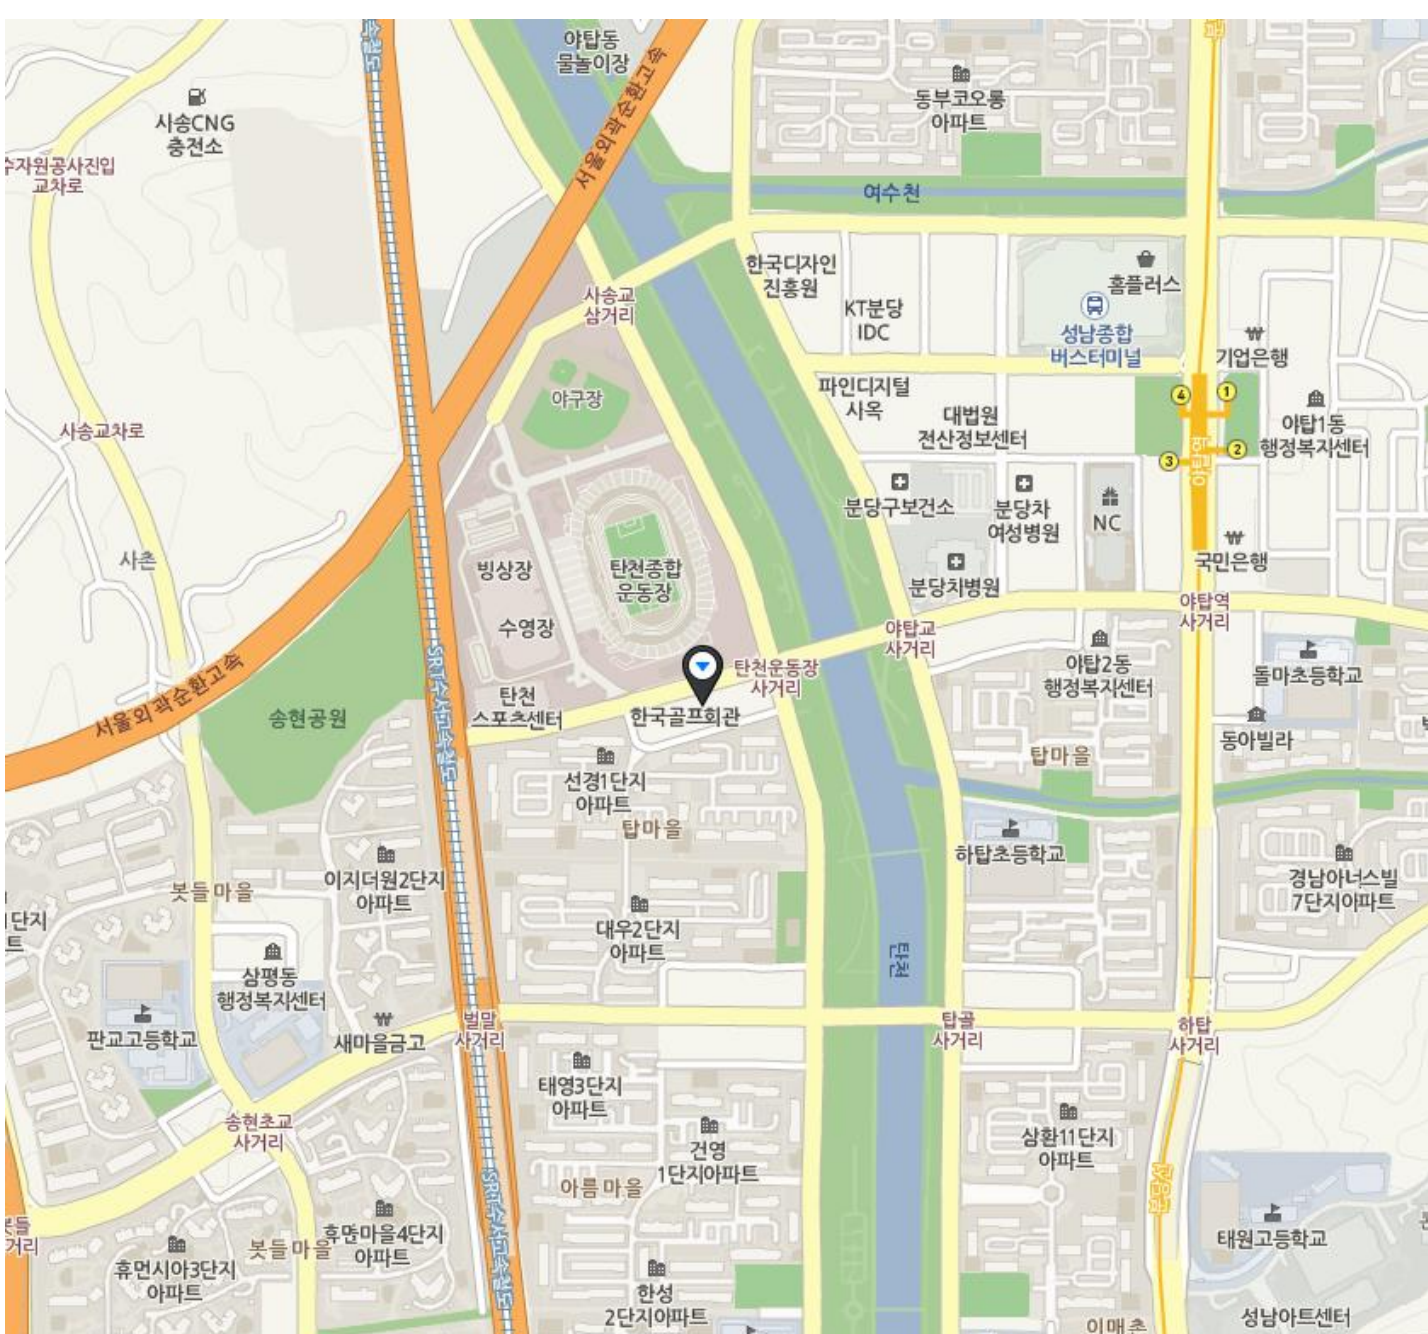 야탑동
물놀이장
서울외곽순환고속
동부코오롱
아파트
사송CNG
충전소
수자원공사진입
교차로
여수천
한국디자인
진흥원
홈플러스
사송교
삼거리
KT분당
IDC
성남종합
버스터미널
기업은행
야구장
파인디지털
사옥
대법원
전산정보센터
4
1
야탑1동
행정복지센터
사송교차로
야탑역
3
2
분당구보건소
분당차
여성병원
NC
사촌
빙상장
탄천종합
운동장
분당차병원
국민은행
수영장
야탑교
사거리
야탑역
사거리
서울외곽순환고속
송현공원
탄천
스포츠센터
탄천운동장
사거리
한국골프회관
야탑2동
행정복지센터
돌마초등학교
동아빌라
선경1단지
아파트
탑마을
탑마을
하탑초등학교
이지더원2단지
아파트
봇들마을
경남아너스빌
7단지아파트
1단지
트
대우2단지
아파트
탄천
삼평동
행정복지센터
판교고등학교
새마을금고
벌말
사거리
탑골
사거리
하탑
사거리
태영3단지
아파트
송현초교
사거리
건영
1단지아파트
삼환11단지
아파트
아름마을
봇들
거리
휴먼시아3단지
아파트
봇들마을
휴먼마을4단지
아파트
태원고등학교
한성
2단지아파트
성남아트센터
이매촌